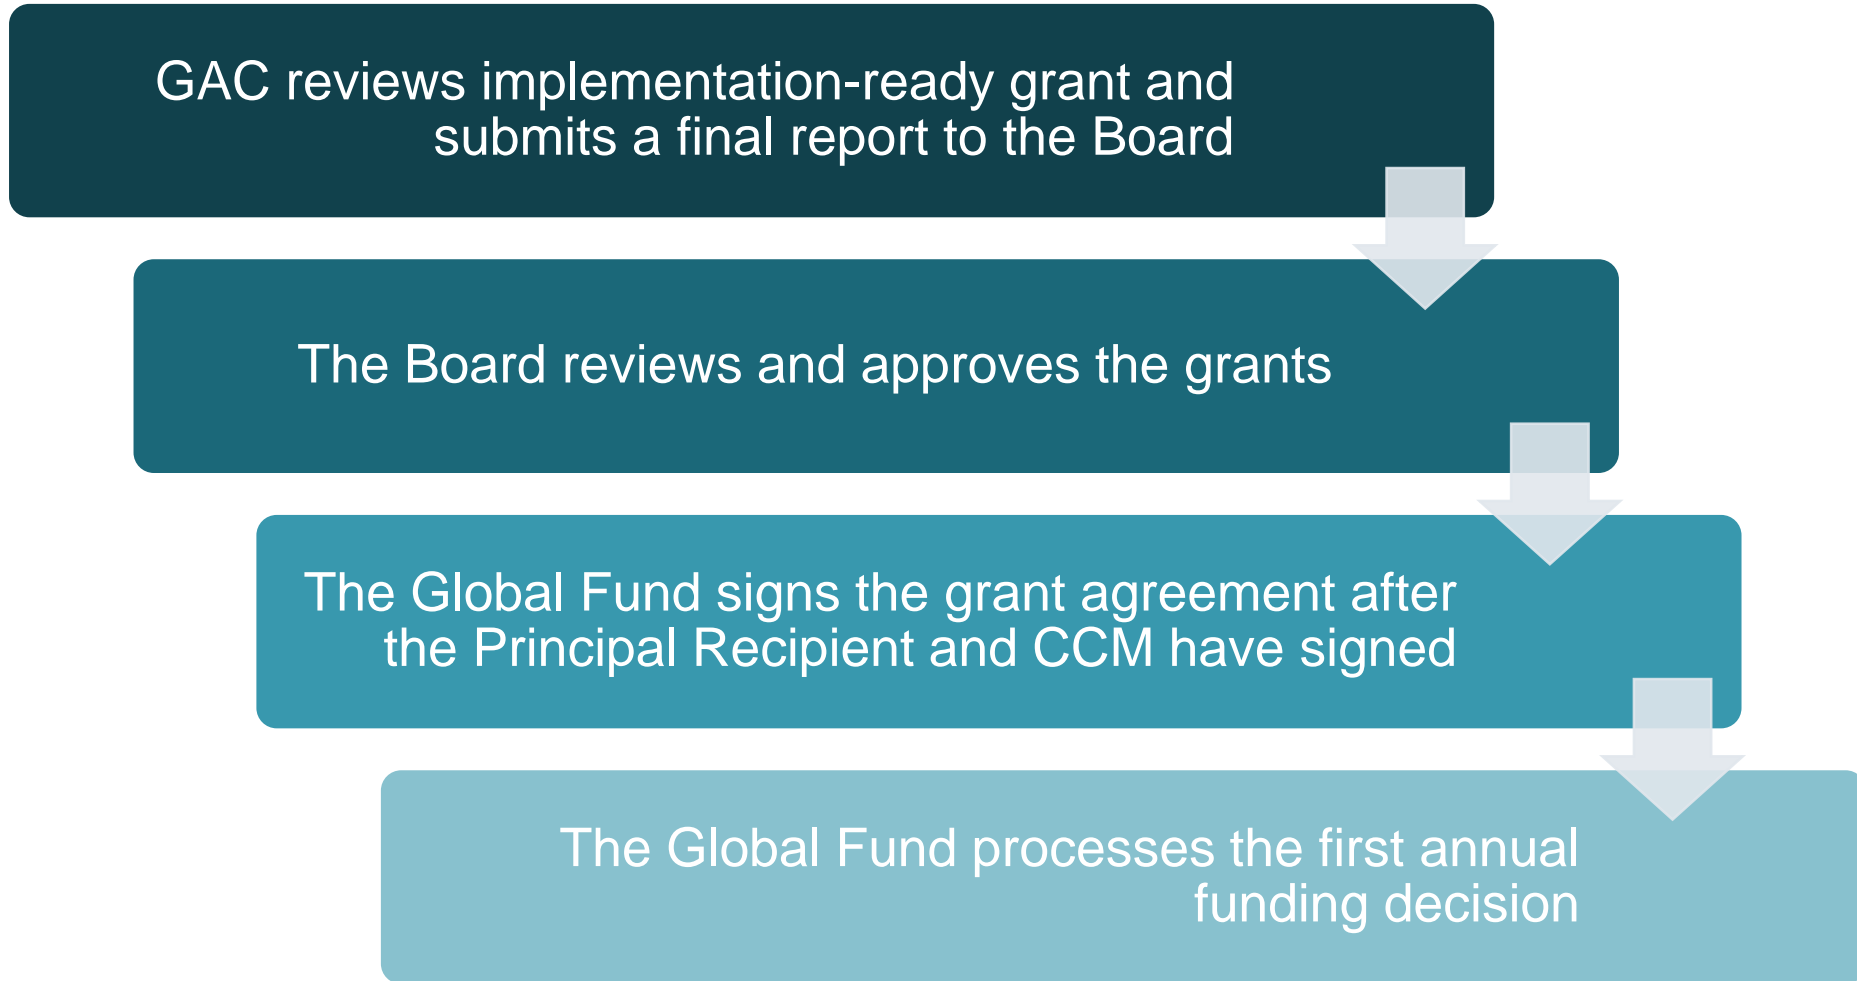 GAC reviews implementation-ready grant and
submits a final report to the Board
The Board reviews and approves the grants
The Global Fund signs the grant agreement after
the Principal Recipient and CCM have signed
The Global Fund processes the first annual
funding decision